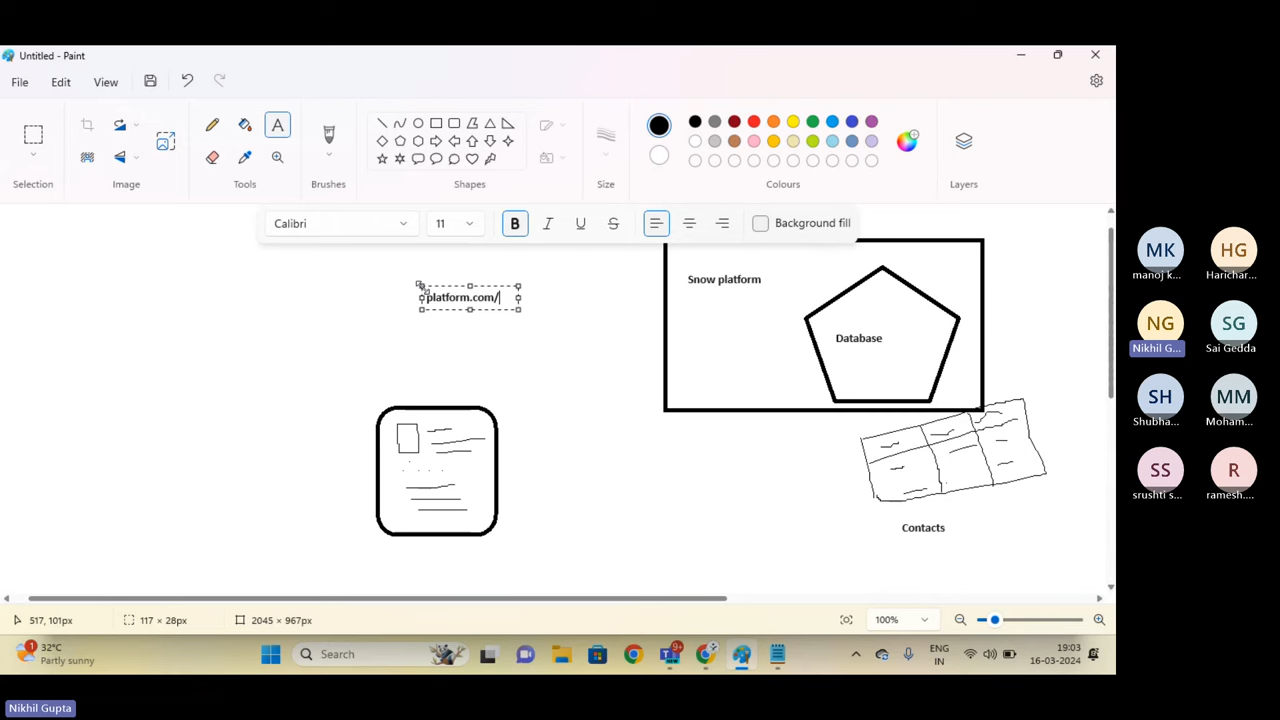 Untitled - Paint
File
Edit
View
Selection
Image
Tools
Brushes
Shapes
Size
Colours
Layers
Calibri
11
B
I
U
S
Background fill
platform.com/
Snow platform
Database
Contacts
517, 101px
117 × 28px
2045 × 967px
100%
1
32°C
Partly sunny
Search
9+
NEW
ENG
IN
19:03
16-03-2024
MK
manoj k...
HG
Harichar...
NG
Nikhil G...
SG
Sai Gedda
SH
Shubha...
MM
Moham...
SS
srushti s...
R
ramesh....
Nikhil Gupta